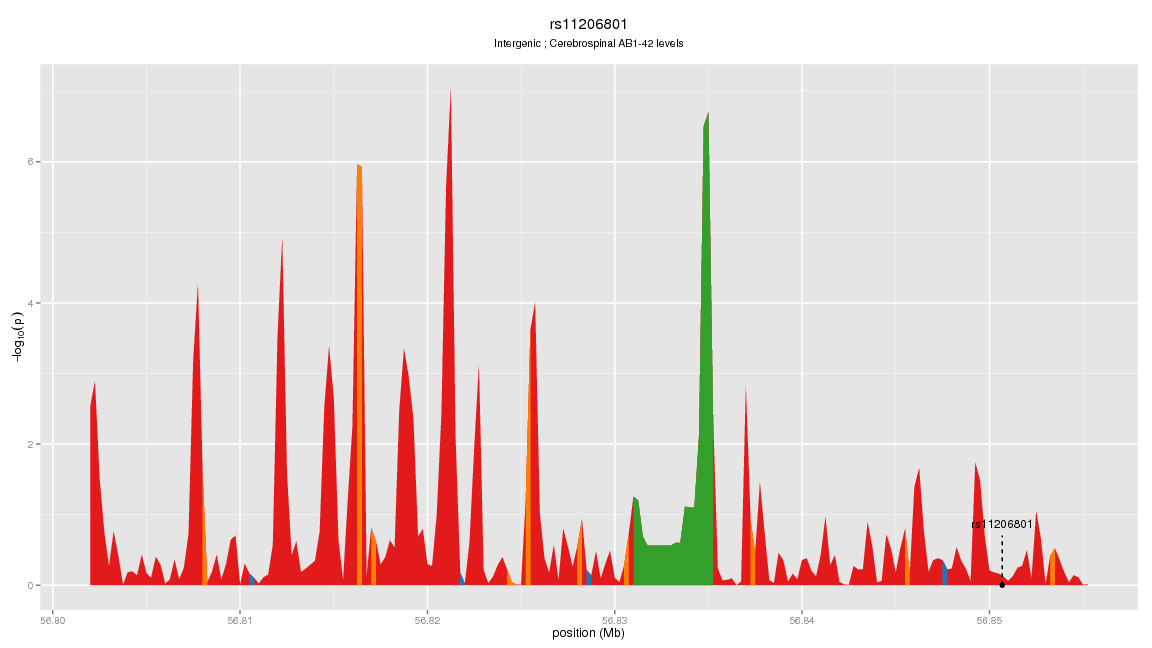 rs11206801
Intergenic ; Cerebrospinal AB1-42 levels
−log10(p)
6
4
2
0
rs11206801
56.80 56.81 56.82 56.83 56.84 56.85
position (Mb)